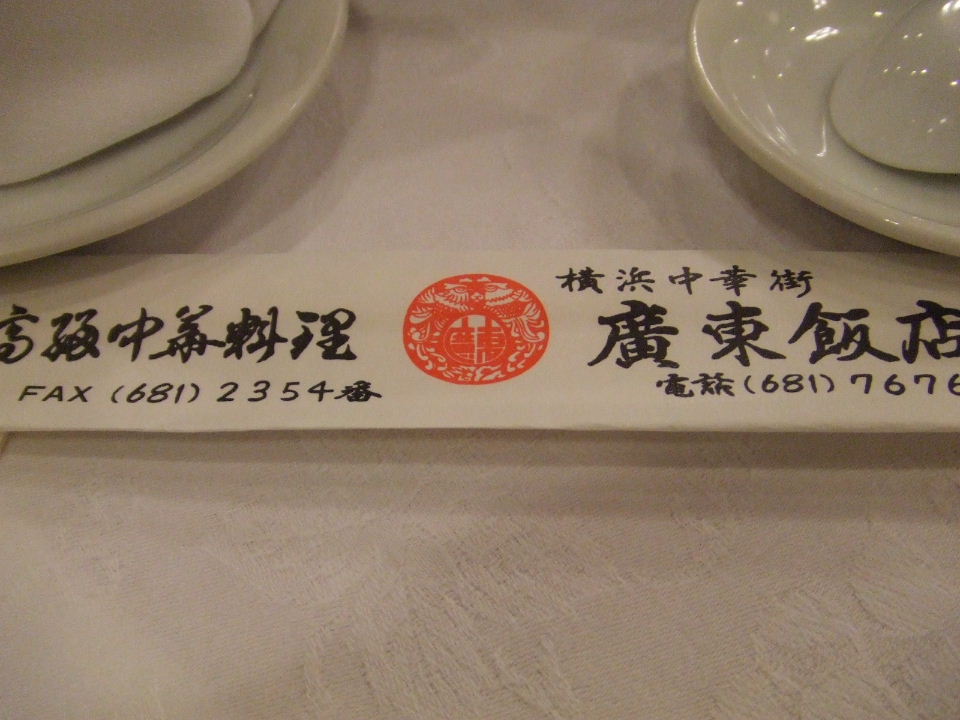 高級中華料理
FAX (681) 2354番
横浜中華街
廣東飯店
電話(681)7676